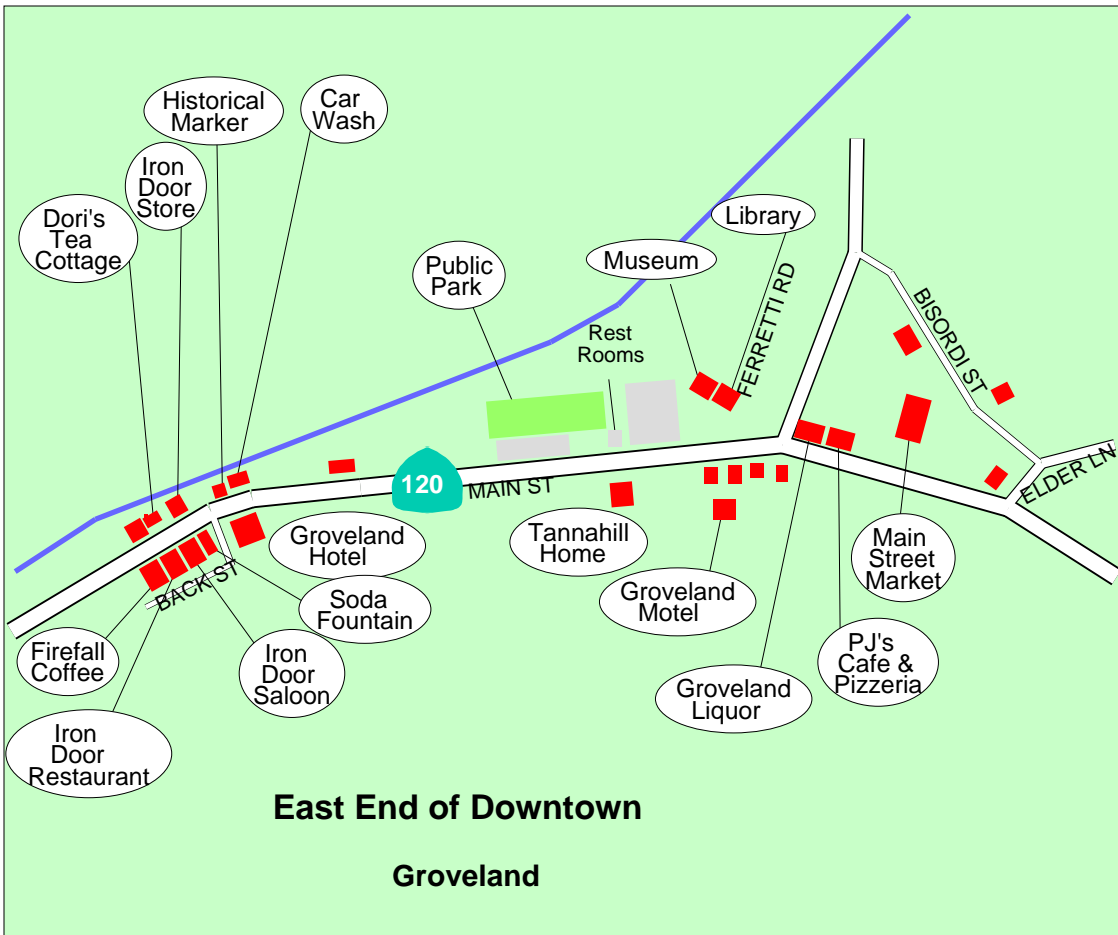 Historical
Marker
Car
Wash
Iron
Door
Store
Dori's
Tea
Cottage
Library
Museum
Public
Park
Rest
Rooms
FERRETTI RD
BISORDI ST
ELDER LN
120
MAIN ST
Groveland
Hotel
Tannahill
Home
Main
Street
Market
BACK ST
Soda
Fountain
Groveland
Motel
Firefall
Coffee
Iron
Door
Saloon
PJ's
Cafe &
Pizzeria
Groveland
Liquor
Iron
Door
Restaurant
East End of Downtown
Groveland